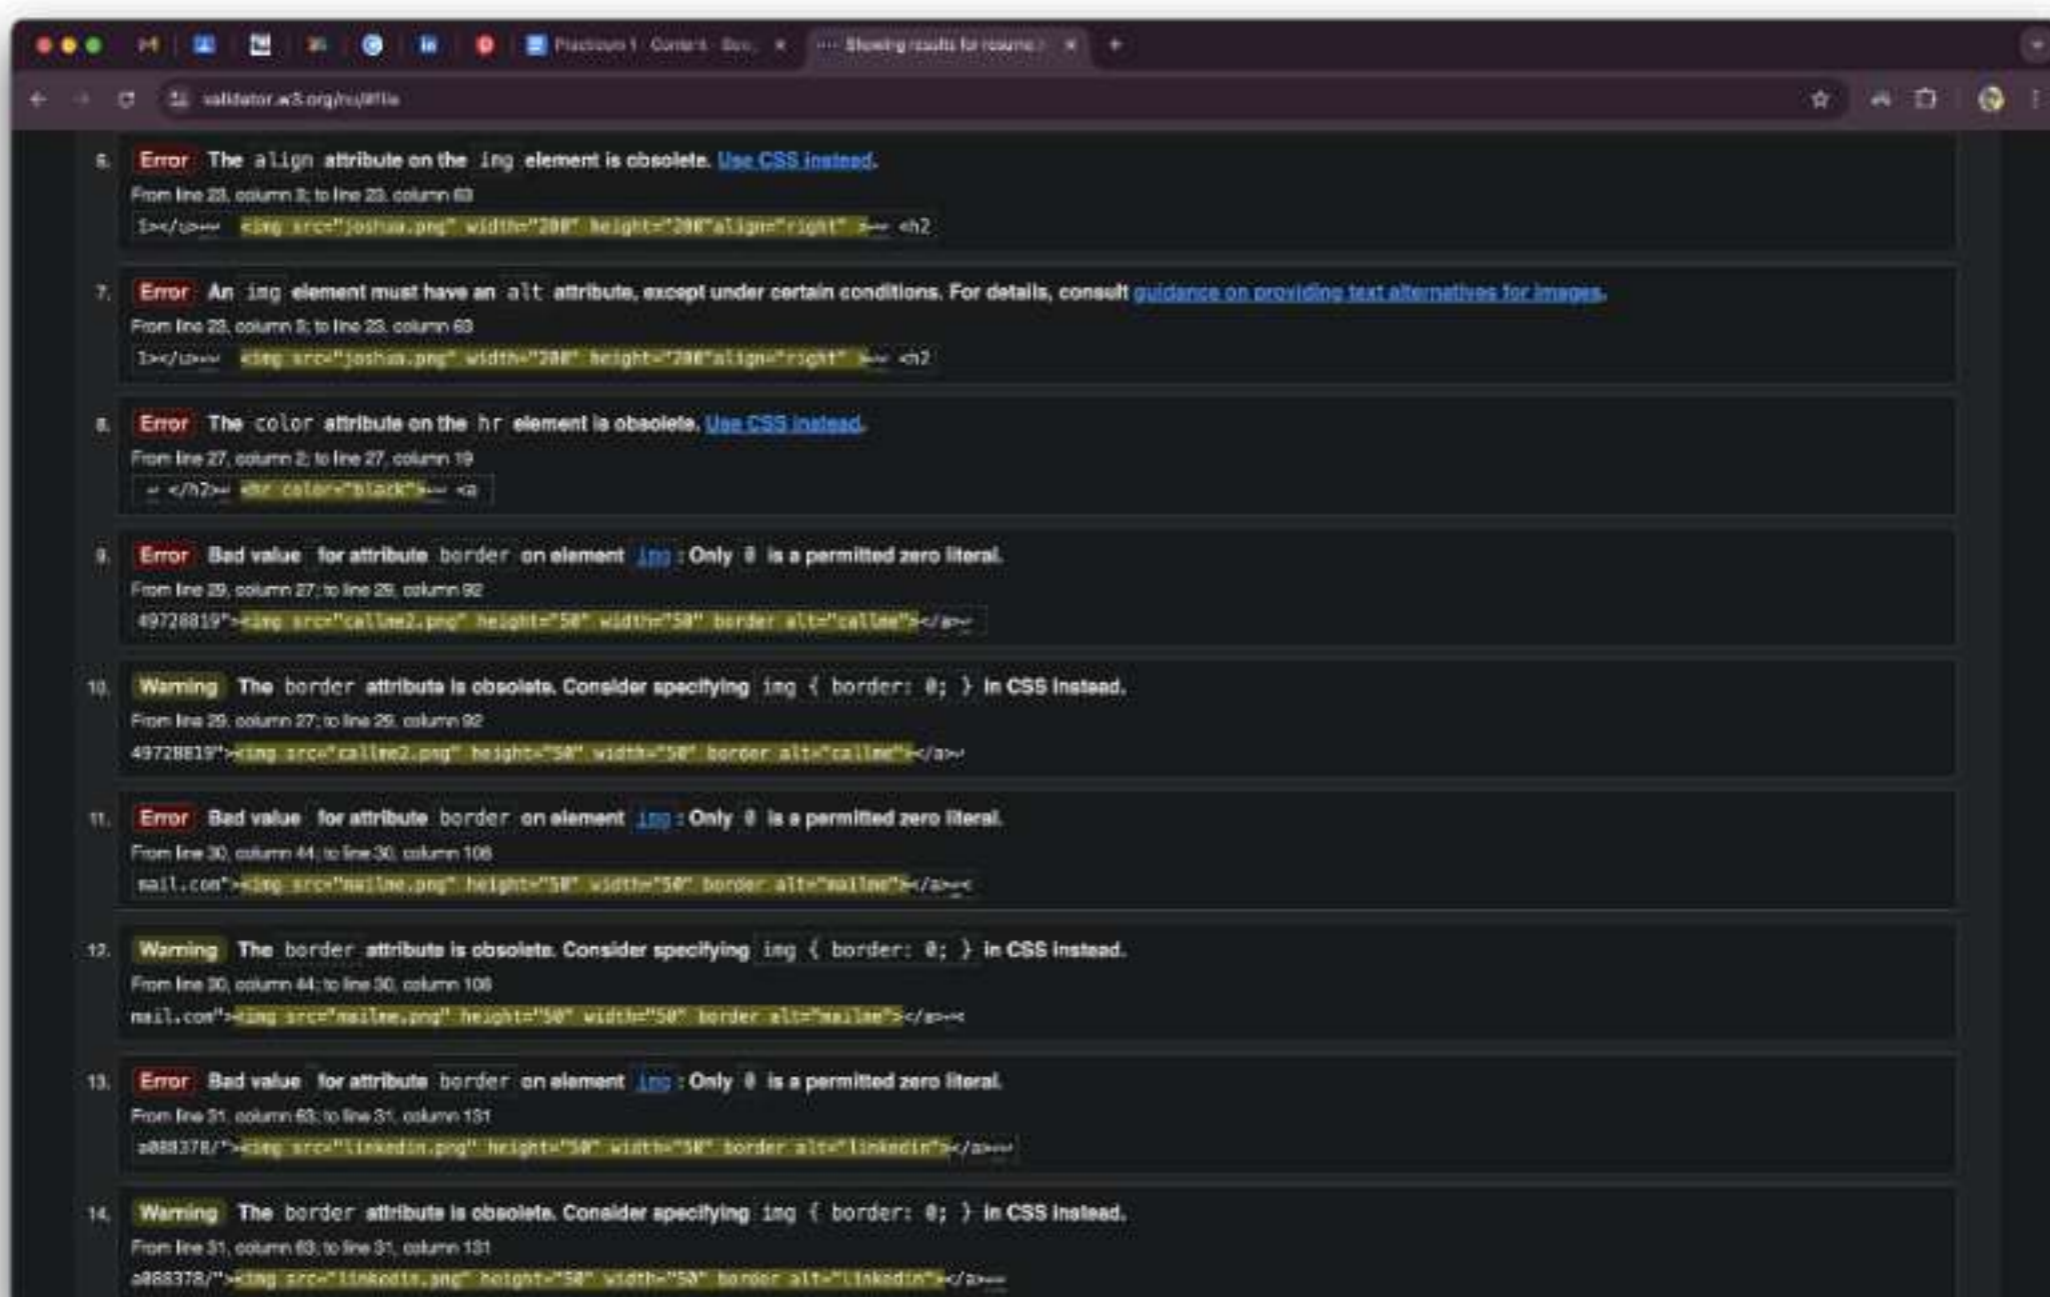 Practicum 1 - Content -
Showing results for resume.
validator.w3.org/nu/#file
6. Error The align attribute on the img element is obsolete. Use CSS instead.
From line 23, column 3; to line 23, column 63
1></u>↩ <img src="joshua.png" width="200" height="200"align="right" >↩ <h2
7. Error An img element must have an alt attribute, except under certain conditions. For details, consult guidance on providing text alternatives for images.
From line 23, column 3; to line 23, column 63
1></u>↩ <img src="joshua.png" width="200" height="200"align="right" >↩ <h2
8. Error The color attribute on the hr element is obsolete. Use CSS instead.
From line 27, column 2; to line 27, column 19
↩ </h2>↩ <hr color="black">↩ <a
9. Error Bad value for attribute border on element img: Only 0 is a permitted zero literal.
From line 29, column 27; to line 29, column 92
49728819"><img src="callme2.png" height="50" width="50" border alt="callme"></a>↩
10. Warning The border attribute is obsolete. Consider specifying img { border: 0; } in CSS instead.
From line 29, column 27; to line 29, column 92
49728819"><img src="callme2.png" height="50" width="50" border alt="callme"></a>↩
11. Error Bad value for attribute border on element img: Only 0 is a permitted zero literal.
From line 30, column 44; to line 30, column 108
mail.com"><img src="mailme.png" height="50" width="50" border alt="mailme"></a>↩<
12. Warning The border attribute is obsolete. Consider specifying img { border: 0; } in CSS instead.
From line 30, column 44; to line 30, column 108
mail.com"><img src="mailme.png" height="50" width="50" border alt="mailme"></a>↩<
13. Error Bad value for attribute border on element img: Only 0 is a permitted zero literal.
From line 31, column 63; to line 31, column 131
a088378/"><img src="linkedin.png" height="50" width="50" border alt="linkedin"></a>↩
14. Warning The border attribute is obsolete. Consider specifying img { border: 0; } in CSS instead.
From line 31, column 63; to line 31, column 131
a088378/"><img src="linkedin.png" height="50" width="50" border alt="linkedin"></a>↩